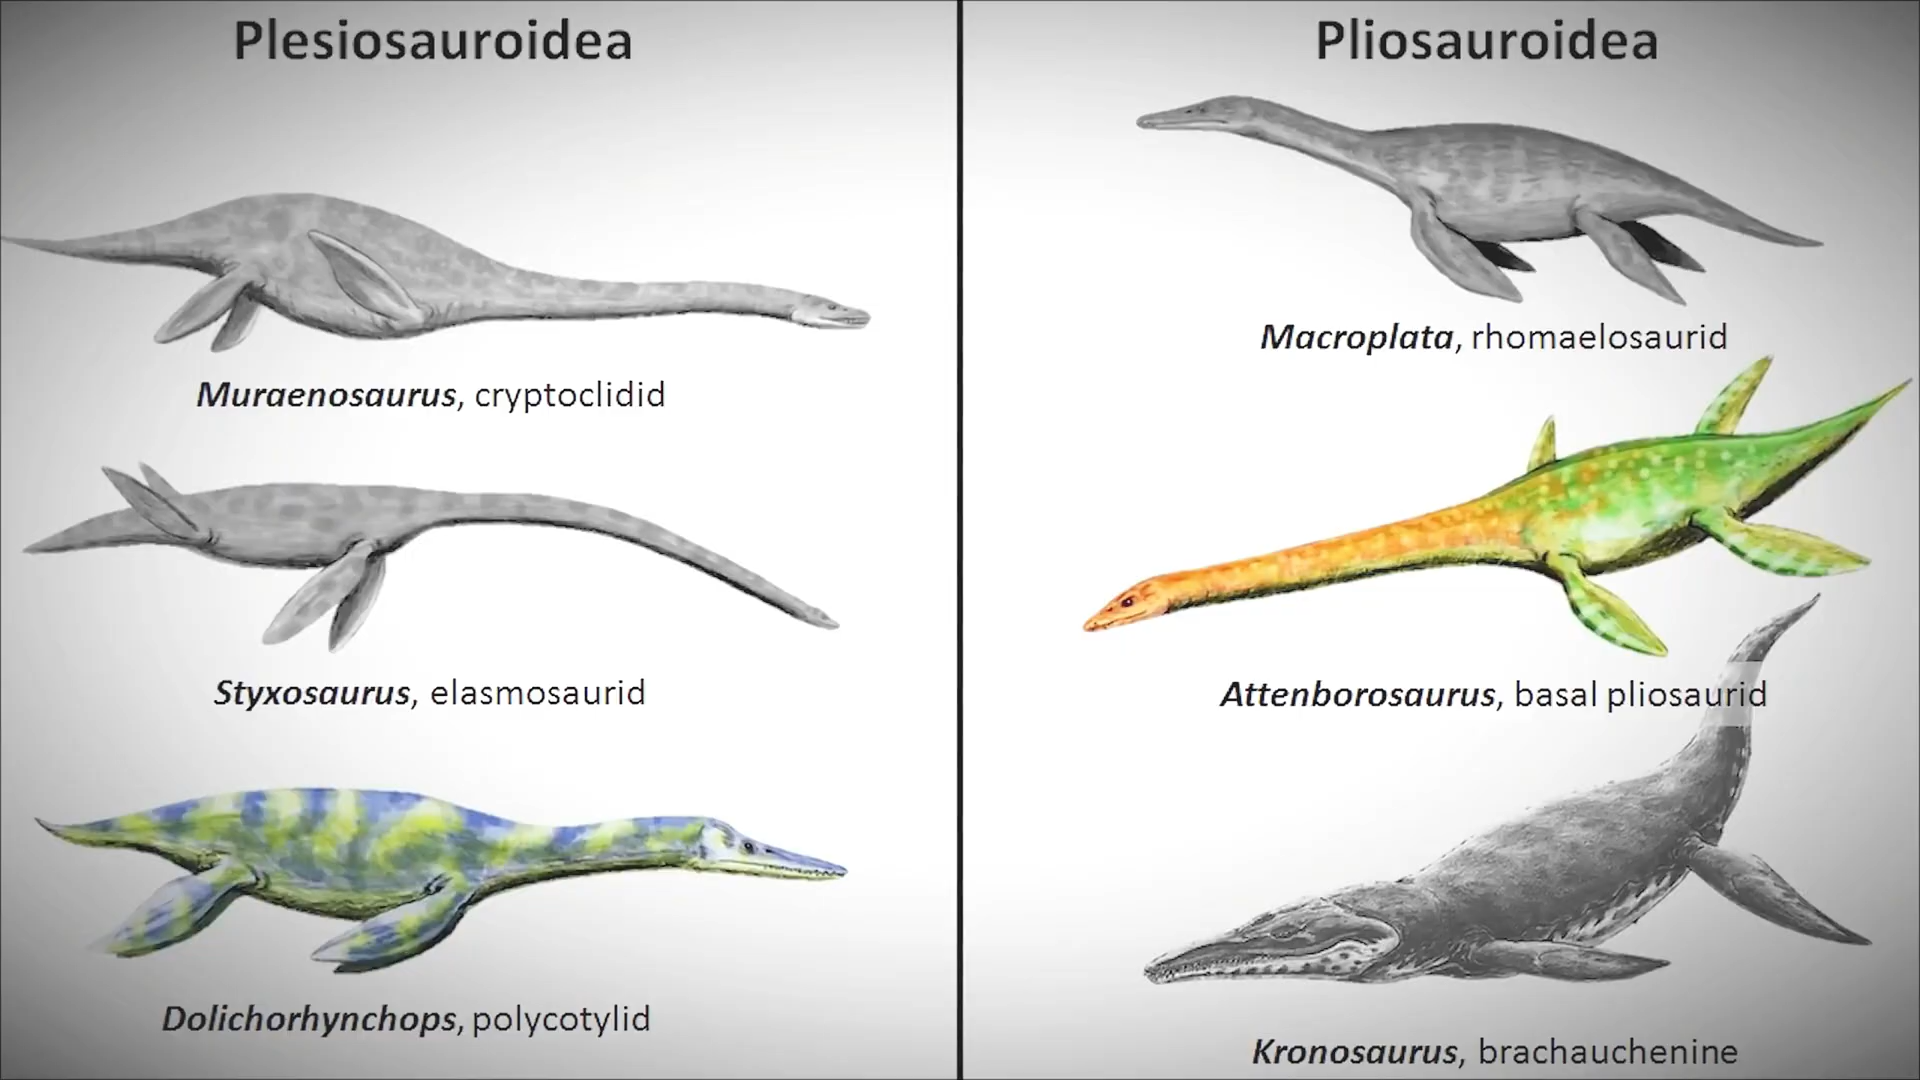 Plesiosauroidea
Muraenosaurus, cryptoclidid
Styxosaurus, elasmosaurid
Dolichorhynchops, polycotylid
Pliosauroidea
Macroplata, rhomaelosaurid
Attenborosaurus, basal pliosaurid
Kronosaurus, brachauchenine